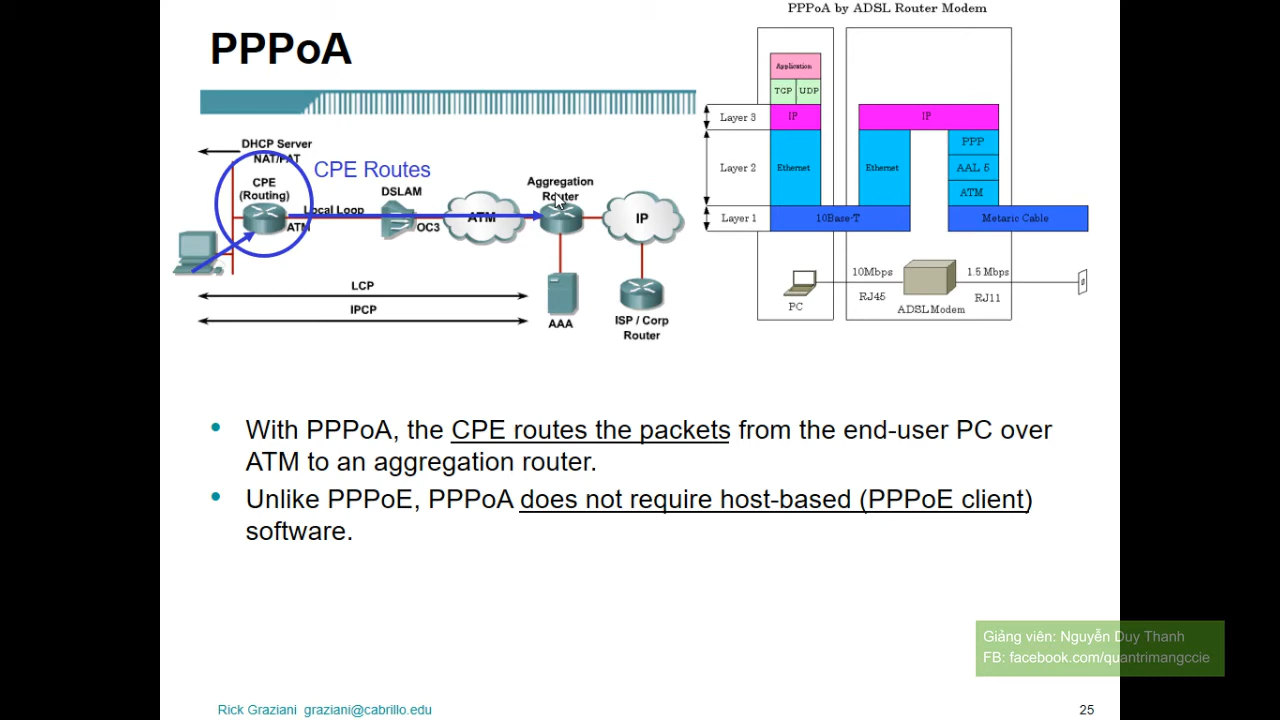 PPPoA
DHCP Server
NAT/PAT
CPE Routes
CPE
(Routing)
DSLAM
Aggregation
Router
Local Loop
ATM
OC3
ATM
IP
LCP
IPCP
AAA
ISP / Corp
Router
PPPoA by ADSL Router Modem
Application
TCP UDP
Layer 3
IP
IP
Layer 2
Ethernet
Ethernet
PPP
AAL 5
ATM
Layer 1
10Base-T
Metaric Cable
10Mbps
1.5 Mbps
RJ45
RJ11
PC
ADSL Modem
• With PPPoA, the CPE routes the packets from the end-user PC over
ATM to an aggregation router.
• Unlike PPPoE, PPPoA does not require host-based (PPPoE client)
software.
Giảng viên: Nguyễn Duy Thanh
FB: facebook.com/quantrimangccie
Rick Graziani graziani@cabrillo.edu
25